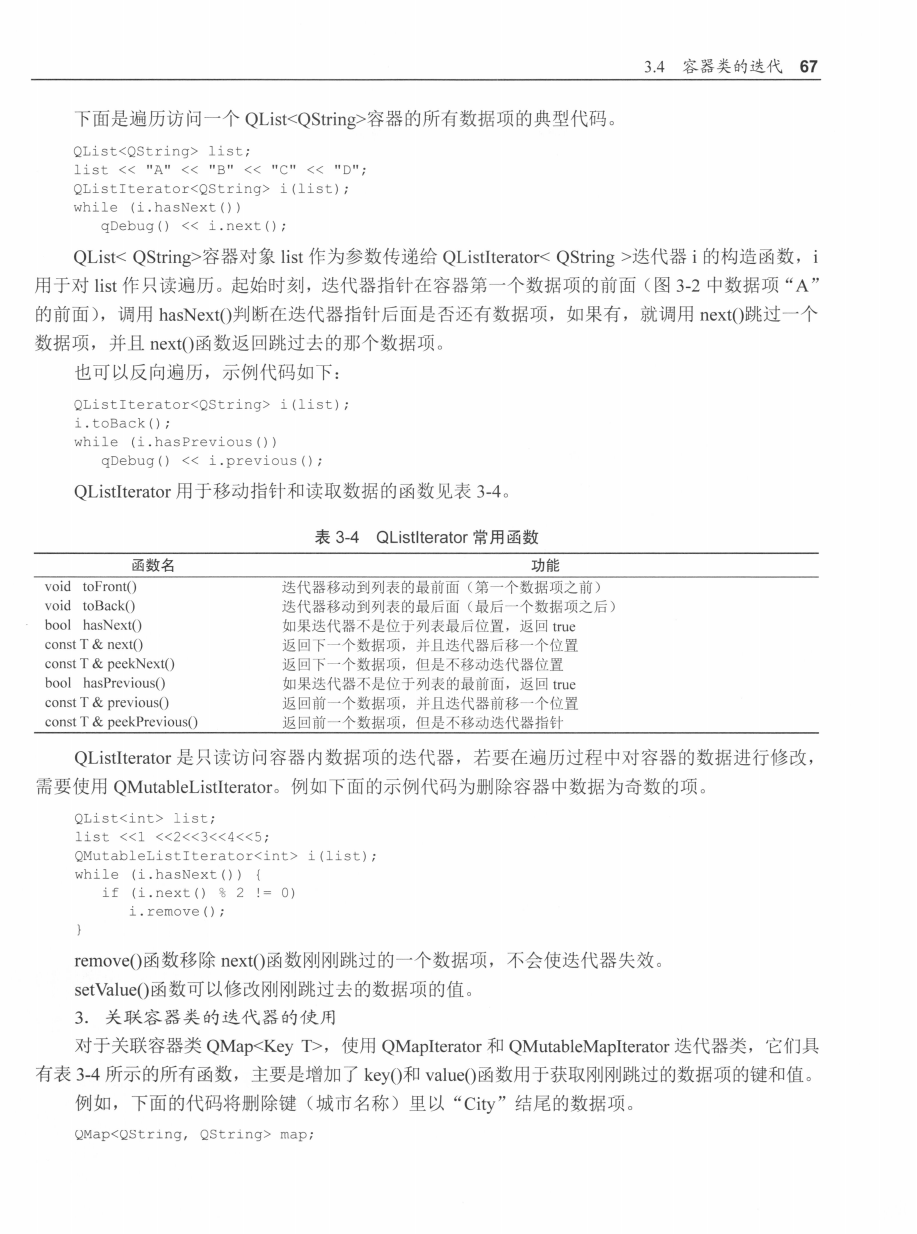 3.4 容器类的迭代 67
下面是遍历访问一个 QList<QString>容器的所有数据项的典型代码。
QList<QString> list;
list << "A" << "B" << "C" << "D";
QListIterator<QString> i(list);
while (i.hasNext())
qDebug() << i.next();
QList< QString>容器对象 list 作为参数传递给 QListIterator< QString >迭代器 i 的构造函数，i
用于对 list 作只读遍历。起始时刻，迭代器指针在容器第一个数据项的前面（图 3-2 中数据项“A”
的前面），调用 hasNext()判断在迭代器指针后面是否还有数据项，如果有，就调用 next()跳过一个
数据项，并且 next()函数返回跳过去的那个数据项。
也可以反向遍历，示例代码如下：
QListIterator<QString> i(list);
i.toBack();
while (i.hasPrevious())
qDebug() << i.previous();
QListIterator 用于移动指针和读取数据的函数见表 3-4。
表 3-4 QListIterator 常用函数
函数名 功能
void toFront() 迭代器移动到列表的最前面（第一个数据项之前）
void toBack() 迭代器移动到列表的最后面（最后一个数据项之后）
bool hasNext() 如果迭代器不是位于列表最后位置，返回 true
const T & next() 返回下一个数据项，并且迭代器后移一个位置
const T & peekNext() 返回下一个数据项，但是不移动迭代器位置
bool hasPrevious() 如果迭代器不是位于列表的最前面，返回 true
const T & previous() 返回前一个数据项，并且迭代器前移一个位置
const T & peekPrevious() 返回前一个数据项，但是不移动迭代器指针
QListIterator 是只读访问容器内数据项的迭代器，若要在遍历过程中对容器的数据进行修改，
需要使用 QMutableListIterator。例如下面的示例代码为删除容器中数据为奇数的项。
QList<int> list;
list <<1 <<2<<3<<4<<5;
QMutableListIterator<int> i(list);
while (i.hasNext()) {
if (i.next() % 2 != 0)
i.remove();
}
remove()函数移除 next()函数刚刚跳过的一个数据项，不会使迭代器失效。
setValue()函数可以修改刚刚跳过去的数据项的值。
3. 关联容器类的迭代器的使用
对于关联容器类 QMap<Key T>，使用 QMapIterator 和 QMutableMapIterator 迭代器类，它们具
有表 3-4 所示的所有函数，主要是增加了 key()和 value()函数用于获取刚刚跳过的数据项的键和值。
例如，下面的代码将删除键（城市名称）里以“City”结尾的数据项。
QMap<QString, QString> map;